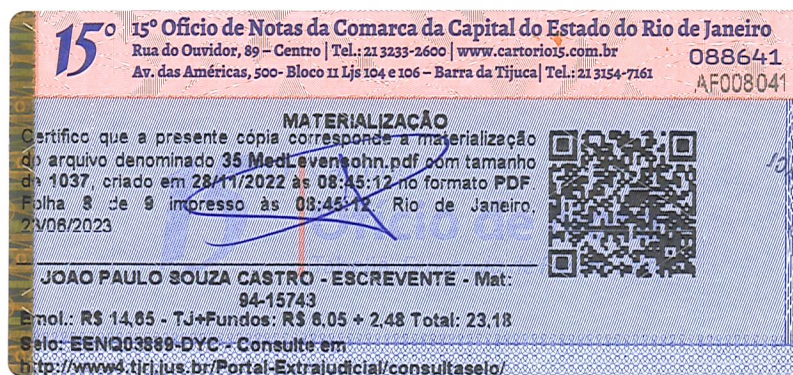 15º 15º Ofício de Notas da Comarca da Capital do Estado do Rio de Janeiro
Rua do Ouvidor, 89 – Centro | Tel.: 21 3233-2600 | www.cartorio15.com.br
Av. das Américas, 500- Bloco 11 Ljs 104 e 106 – Barra da Tijuca| Tel.: 21 3154-7161
088641
AF008041
MATERIALIZAÇÃO
Certifico que a presente cópia corresponde a materialização
do arquivo denominado 35 MedLevensohn.pdf com tamanho
de 1037, criado em 28/11/2022 às 08:45:12 no formato PDF.
Folha 8 de 9 impresso às 08:45:12 Rio de Janeiro,
/06/2023
15 Ofício de
JOAO PAULO SOUZA CASTRO - ESCREVENTE - Mat:
94-15743
Emol.: R$ 14,65 - TJ+Fundos: R$ 6,05 + 2,48 Total: 23,18
Selo: EENQ03869-DYC - Consulte em
http://www4.tjrj.jus.br/Portal-Extrajudicial/consultaselo/